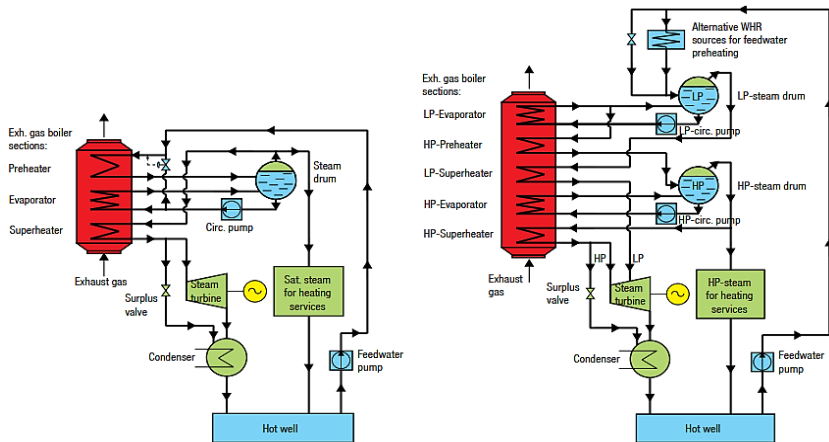 Exh. gas boiler
sections:
Preheater
Evaporator
Superheater
Exhaust gas
Surplus
valve
Steam
turbine
Condenser
Circ. pump
Steam
drum
Sat. steam
for heating
services
Feedwater
pump
Hot well
Alternative WHR
sources for feedwater
preheating
Exh. gas boiler
sections:
LP-Evaporator
HP-Preheater
LP-Superheater
HP-Evaporator
HP-Superheater
Exhaust
gas
LP
LP-steam drum
LP-circ. pump
HP
HP-steam drum
HP-circ. pump
HP
LP
Surplus
valve
Steam
turbine
HP-steam
for heating
services
Condenser
Feedwater
pump
Hot well